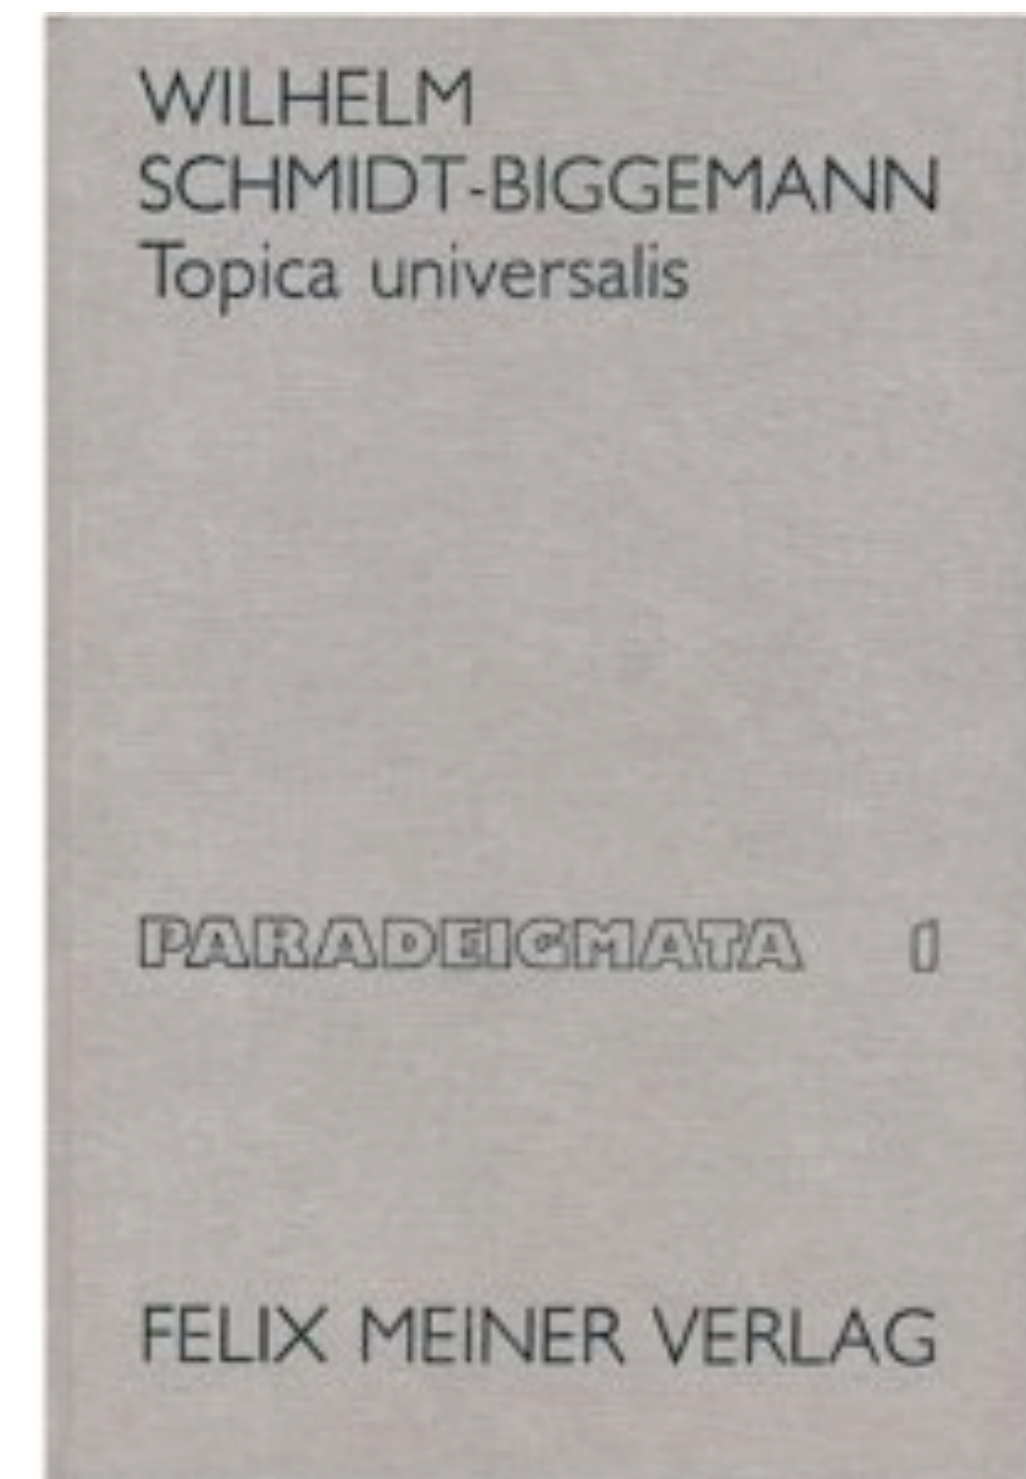 WILHELM
SCHMIDT-BIGGEMANN
Topica universalis
PARADEIGMATA 1
FELIX MEINER VERLAG